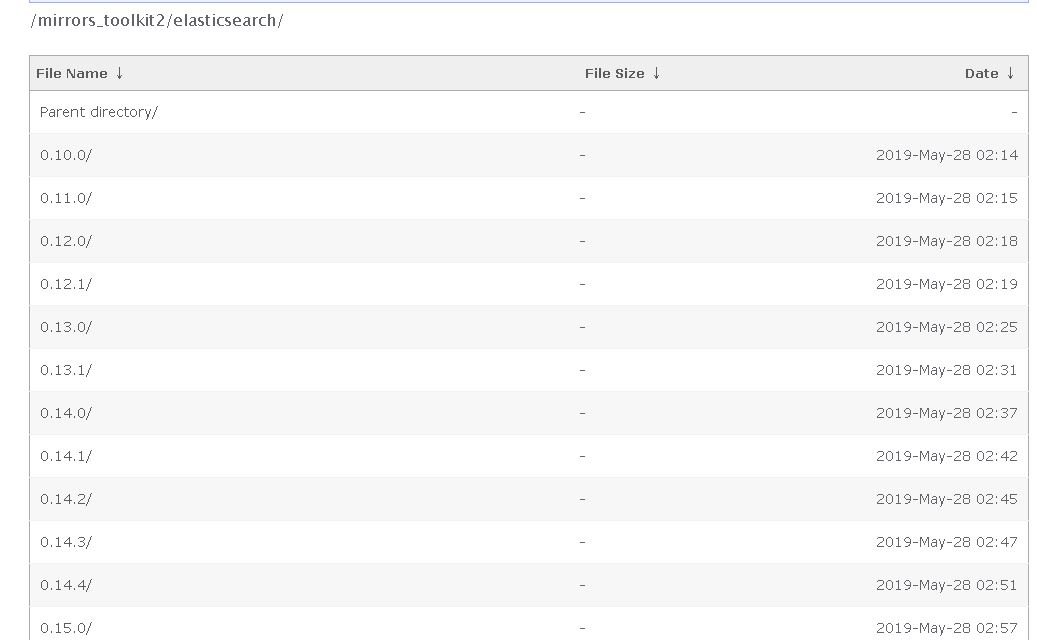 /mirrors_toolkit2/elasticsearch/
File Name ↓ File Size ↓ Date ↓
Parent directory/ - -
0.10.0/ - 2019-May-28 02:14
0.11.0/ - 2019-May-28 02:15
0.12.0/ - 2019-May-28 02:18
0.12.1/ - 2019-May-28 02:19
0.13.0/ - 2019-May-28 02:25
0.13.1/ - 2019-May-28 02:31
0.14.0/ - 2019-May-28 02:37
0.14.1/ - 2019-May-28 02:42
0.14.2/ - 2019-May-28 02:45
0.14.3/ - 2019-May-28 02:47
0.14.4/ - 2019-May-28 02:51
0.15.0/ - 2019-May-28 02:57